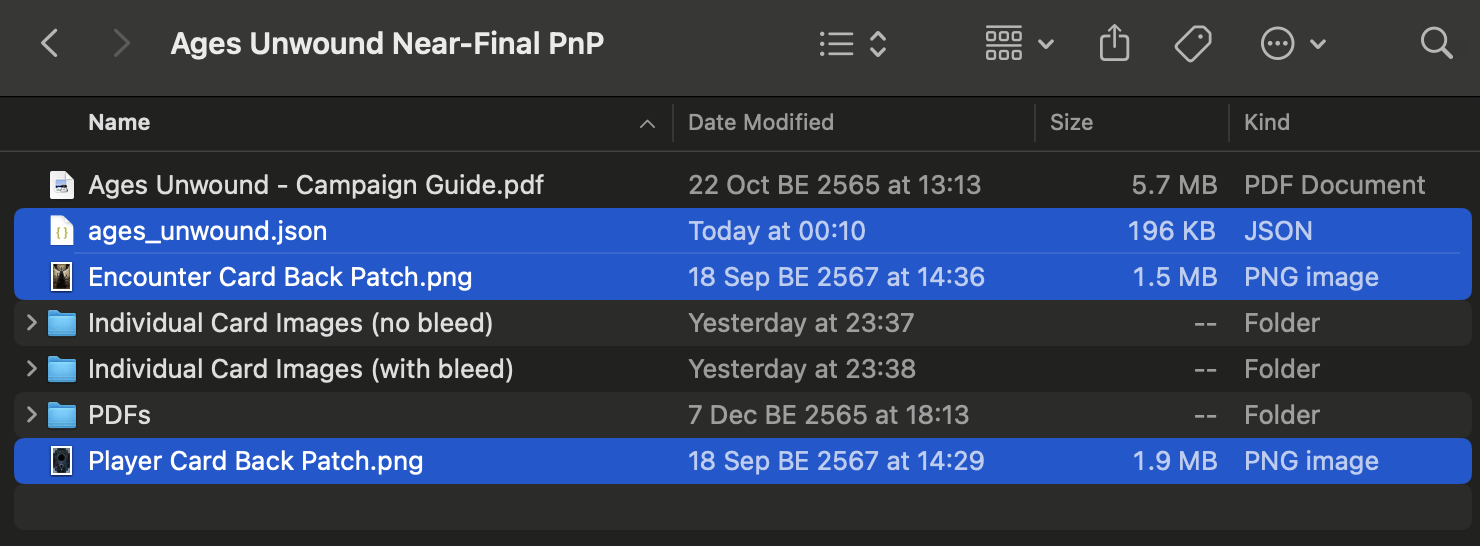 Ages Unwound Near-Final PnP
Name Date Modified Size Kind
Ages Unwound - Campaign Guide.pdf 22 Oct BE 2565 at 13:13 5.7 MB PDF Document
ages_unwound.json Today at 00:10 196 KB JSON
Encounter Card Back Patch.png 18 Sep BE 2567 at 14:36 1.5 MB PNG image
Individual Card Images (no bleed) Yesterday at 23:37 -- Folder
Individual Card Images (with bleed) Yesterday at 23:38 -- Folder
PDFs 7 Dec BE 2565 at 18:13 -- Folder
Player Card Back Patch.png 18 Sep BE 2567 at 14:29 1.9 MB PNG image